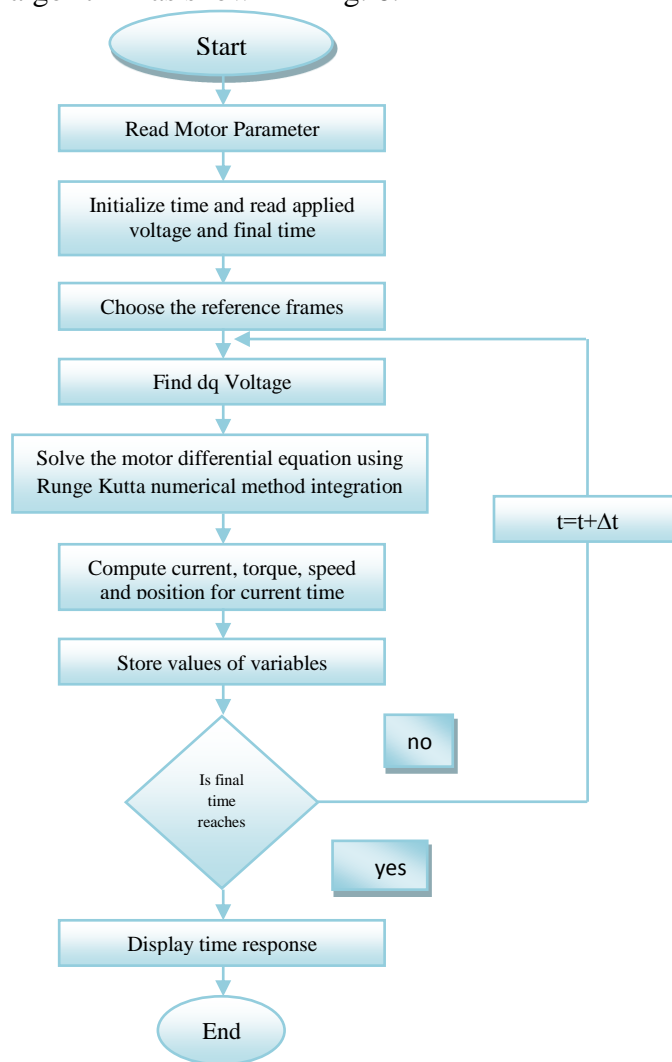 Start
Read Motor Parameter
Initialize time and read applied
voltage and final time
Choose the reference frames
Find dq Voltage
Solve the motor differential equation using
Runge Kutta numerical method integration
t=t+Δt
Compute current, torque, speed
and position for current time
Store values of variables
no
Is final
time
reaches
yes
Display time response
End